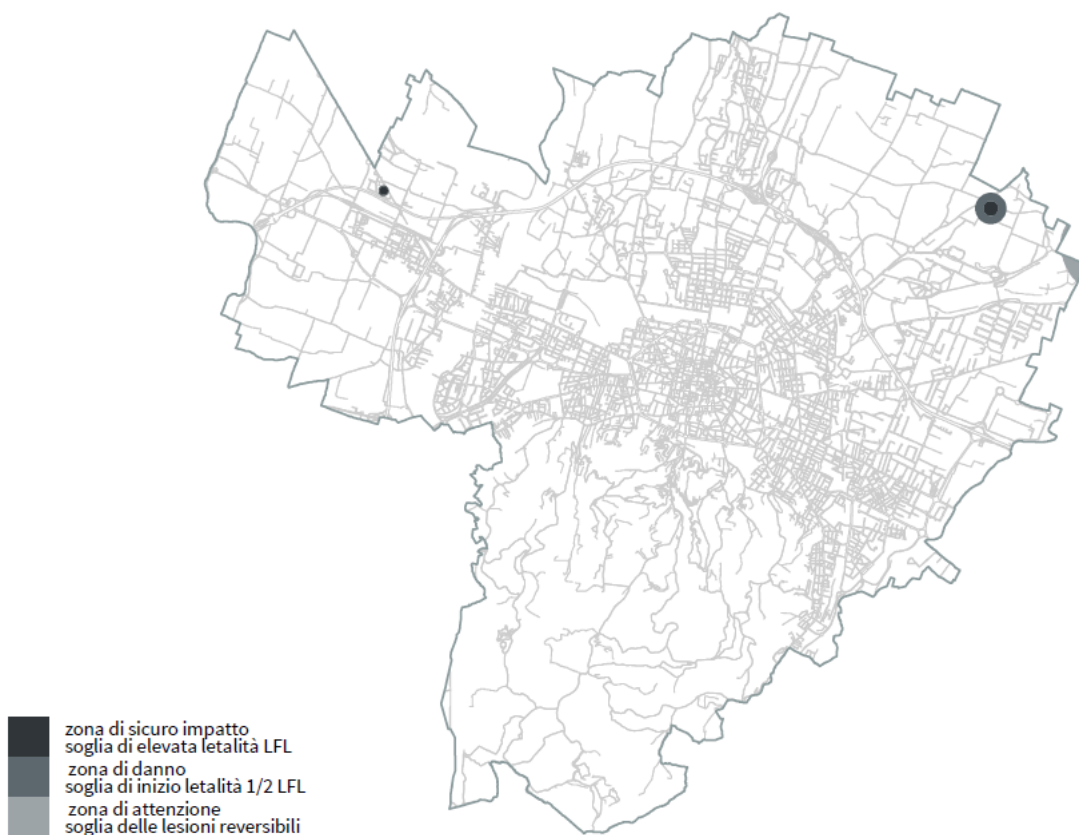 zona di sicuro impatto
soglia di elevata letalità LFL
zona di danno
soglia di inizio letalità 1/2 LFL
zona di attenzione
soglia delle lesioni reversibili